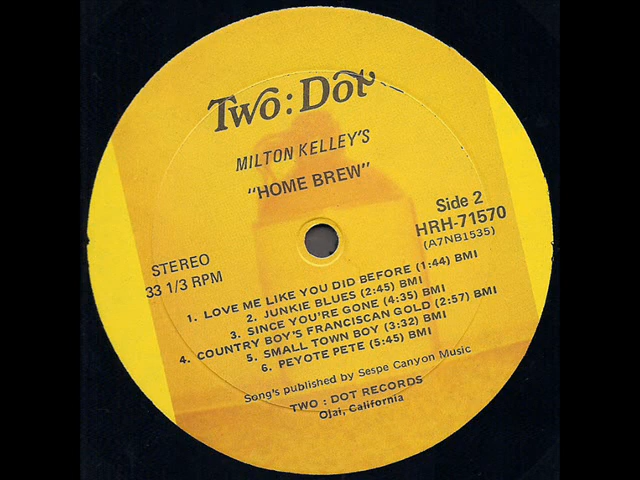 Two:Dot
MILTON KELLEY'S
"HOME BREW"
Side 2
HRH-71570
(A7NB1535)
STEREO
33 1/3 RPM
1. LOVE ME LIKE YOU DID BEFORE (1:44) BMI
2. JUNKIE BLUES (2:45) BMI
3. SINCE YOU'RE GONE (4:35) BMI
4. COUNTRY BOY'S FRANCISCAN GOLD (2:57) BMI
5. SMALL TOWN BOY (3:32) BMI
6. PEYOTE PETE (5:45) BMI
Song's published by Sespe Canyon Music
TWO : DOT RECORDS
Ojai, California